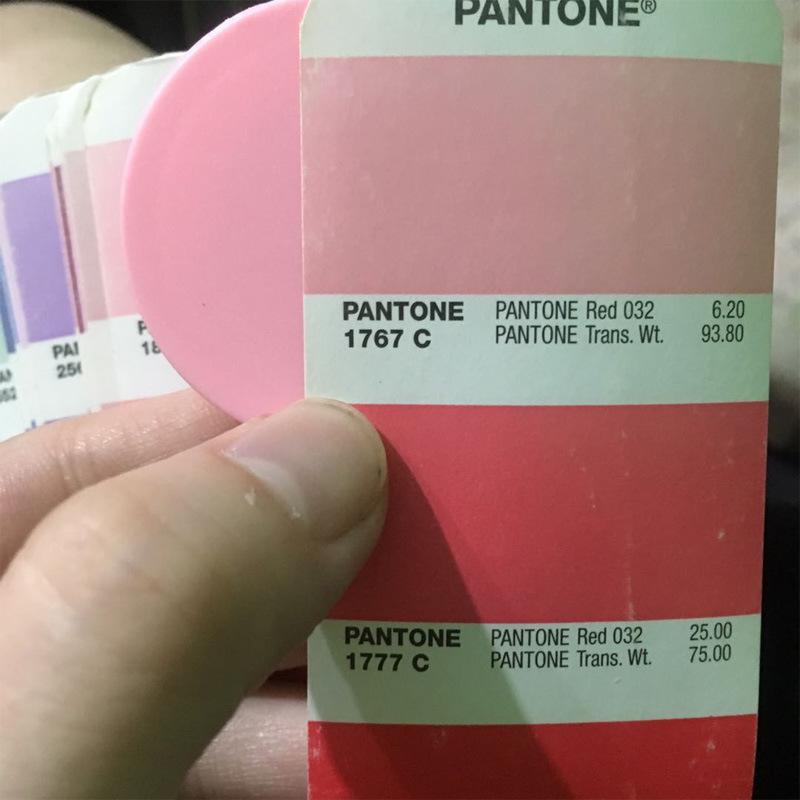 PANTONE®
PANTONE PANTONE Red 032 6.20
1767 C PANTONE Trans. Wt. 93.80
PANTONE PANTONE Red 032 25.00
1777 C PANTONE Trans. Wt. 75.00